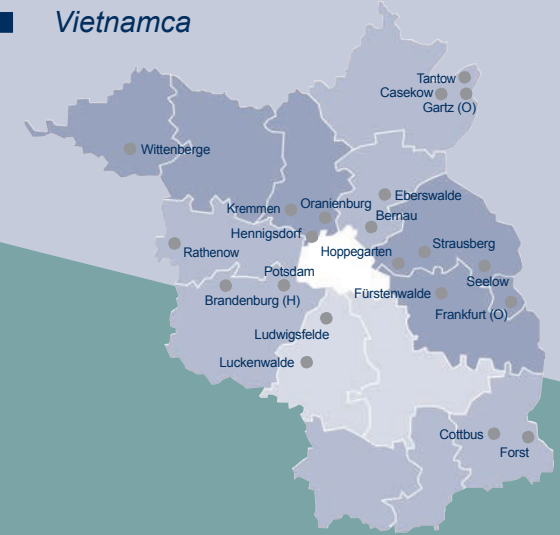 Vietnamca
Tantow
Casekow
Gartz (O)
Wittenberge
Eberswalde
Kremmen
Oranienburg
Bernau
Hennigsdorf
Strausberg
Hoppegarten
Rathenow
Potsdam
Seelow
Brandenburg (H)
Fürstenwalde
Frankfurt (O)
Ludwigsfelde
Luckenwalde
Cottbus
Forst